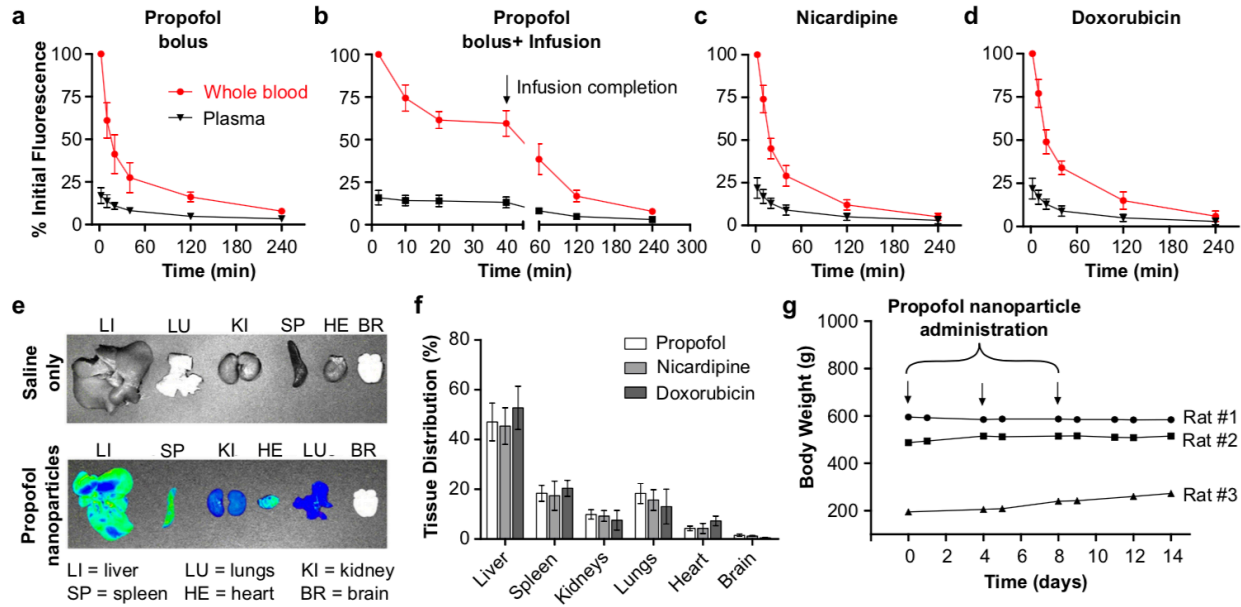 a
Propofol
bolus
% Initial Fluorescence
100
75
50
25
0
Whole blood
Plasma
0 60 120 180 240
Time (min)
b
Propofol
bolus+ Infusion
100
75
50
25
0
Infusion completion
0 10 20 30 40 60 120 180 240 300
Time (min)
c
Nicardipine
100
75
50
25
0
0 60 120 180 240
Time (min)
d
Doxorubicin
100
75
50
25
0
0 60 120 180 240
Time (min)
e
LI LU KI SP HE BR
Saline
only
LI SP KI HE LU BR
Propofol
nanoparticles
LI = liver LU = lungs KI = kidney
SP = spleen HE = heart BR = brain
f
Tissue Distribution (%)
80
60
40
20
0
Propofol
Nicardipine
Doxorubicin
Liver
Spleen
Kidneys
Lungs
Heart
Brain
g
Propofol nanoparticle
administration
Body Weight (g)
1000
800
600
400
200
Rat #1
Rat #2
Rat #3
0 2 4 6 8 10 12 14
Time (days)